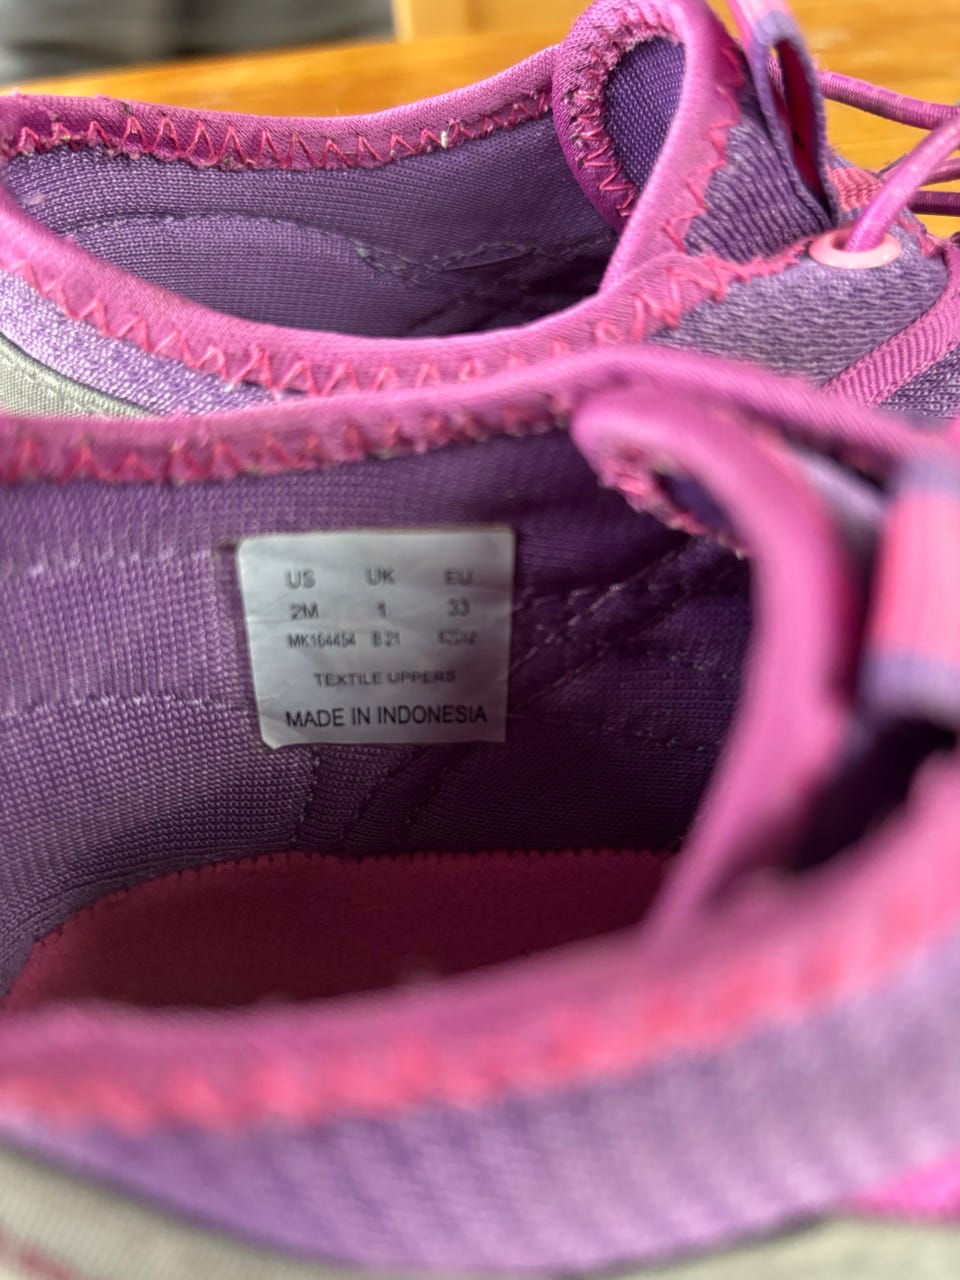 US UK EU
2M 1 33
MK164454 B 21
TEXTILE UPPERS
MADE IN INDONESIA